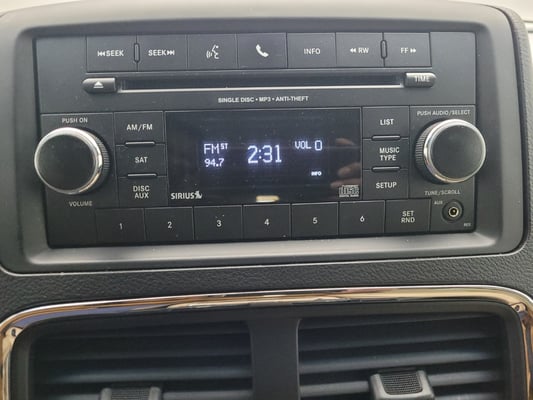 ⏮SEEK SEEK⏭ INFO ◀◀RW FF▶▶
TIME
SINGLE DISC • MP3 • ANTI-THEFT
PUSH ON AM/FM LIST PUSH AUDIO/SELECT
FM ST 2:31 VOL 0
94.7
SAT MUSIC TYPE
INFO
DISC AUX SETUP
VOLUME SIRIUS TUNE/SCROLL
1 2 3 4 5 6 SET RND AUX